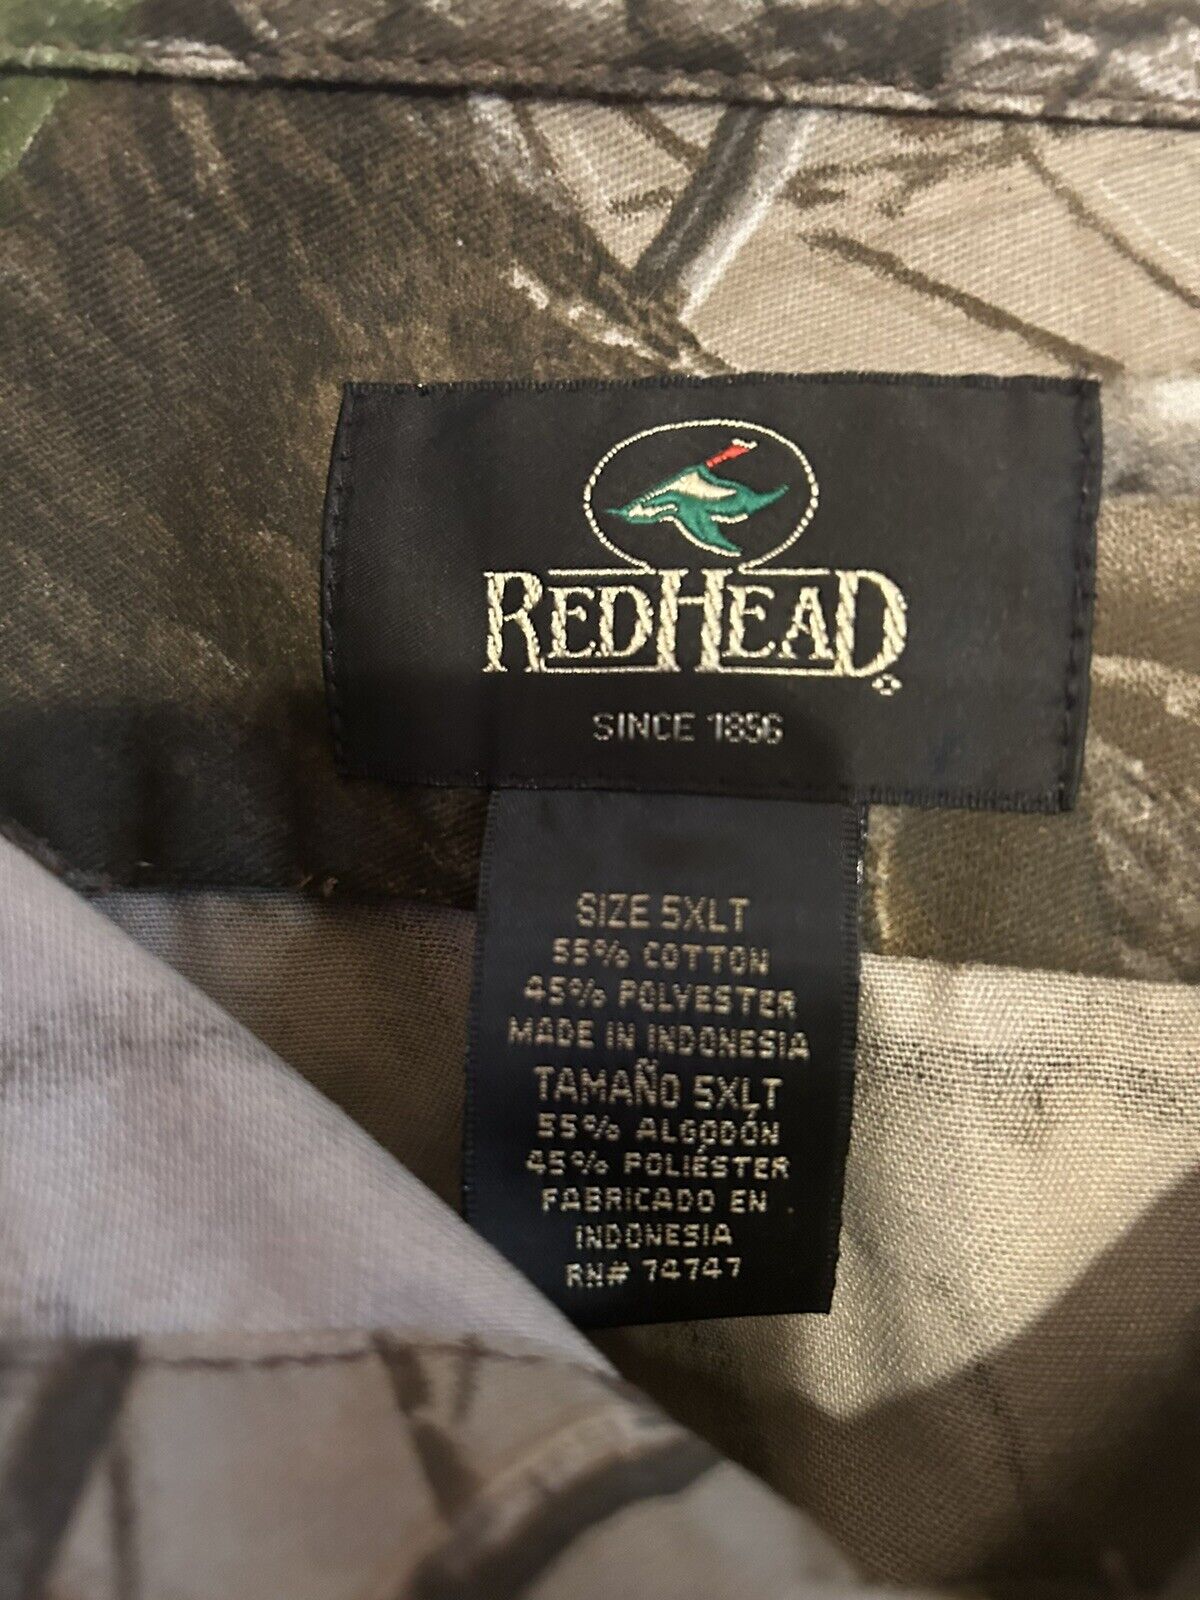 REDHEAD
SINCE 1856
SIZE 5XLT
55% COTTON
45% POLYESTER
MADE IN INDONESIA
TAMAÑO 5XLT
55% ALGODÓN
45% POLIÉSTER
FABRICADO EN
INDONESIA
RN# 74747